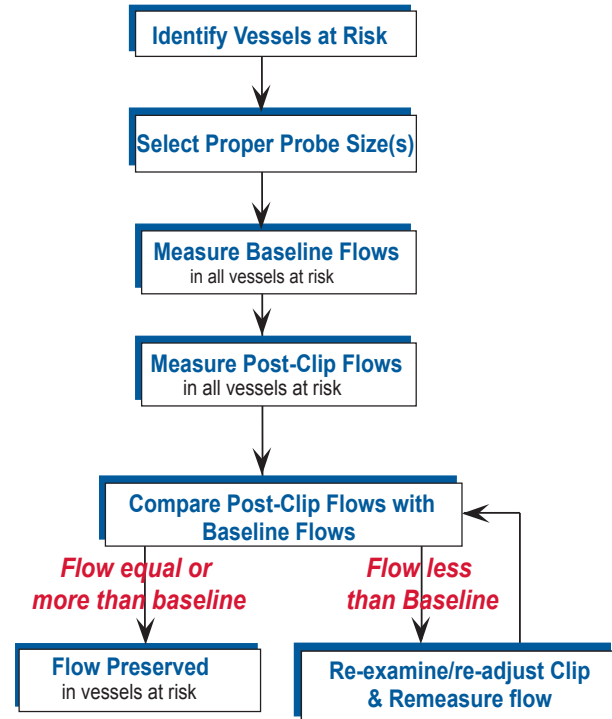 Identify Vessels at Risk
Select Proper Probe Size(s)
Measure Baseline Flows
in all vessels at risk
Measure Post-Clip Flows
in all vessels at risk
Compare Post-Clip Flows with
Baseline Flows
Flow equal or
more than baseline
Flow less
than Baseline
Flow Preserved
in vessels at risk
Re-examine/re-adjust Clip
& Remeasure flow